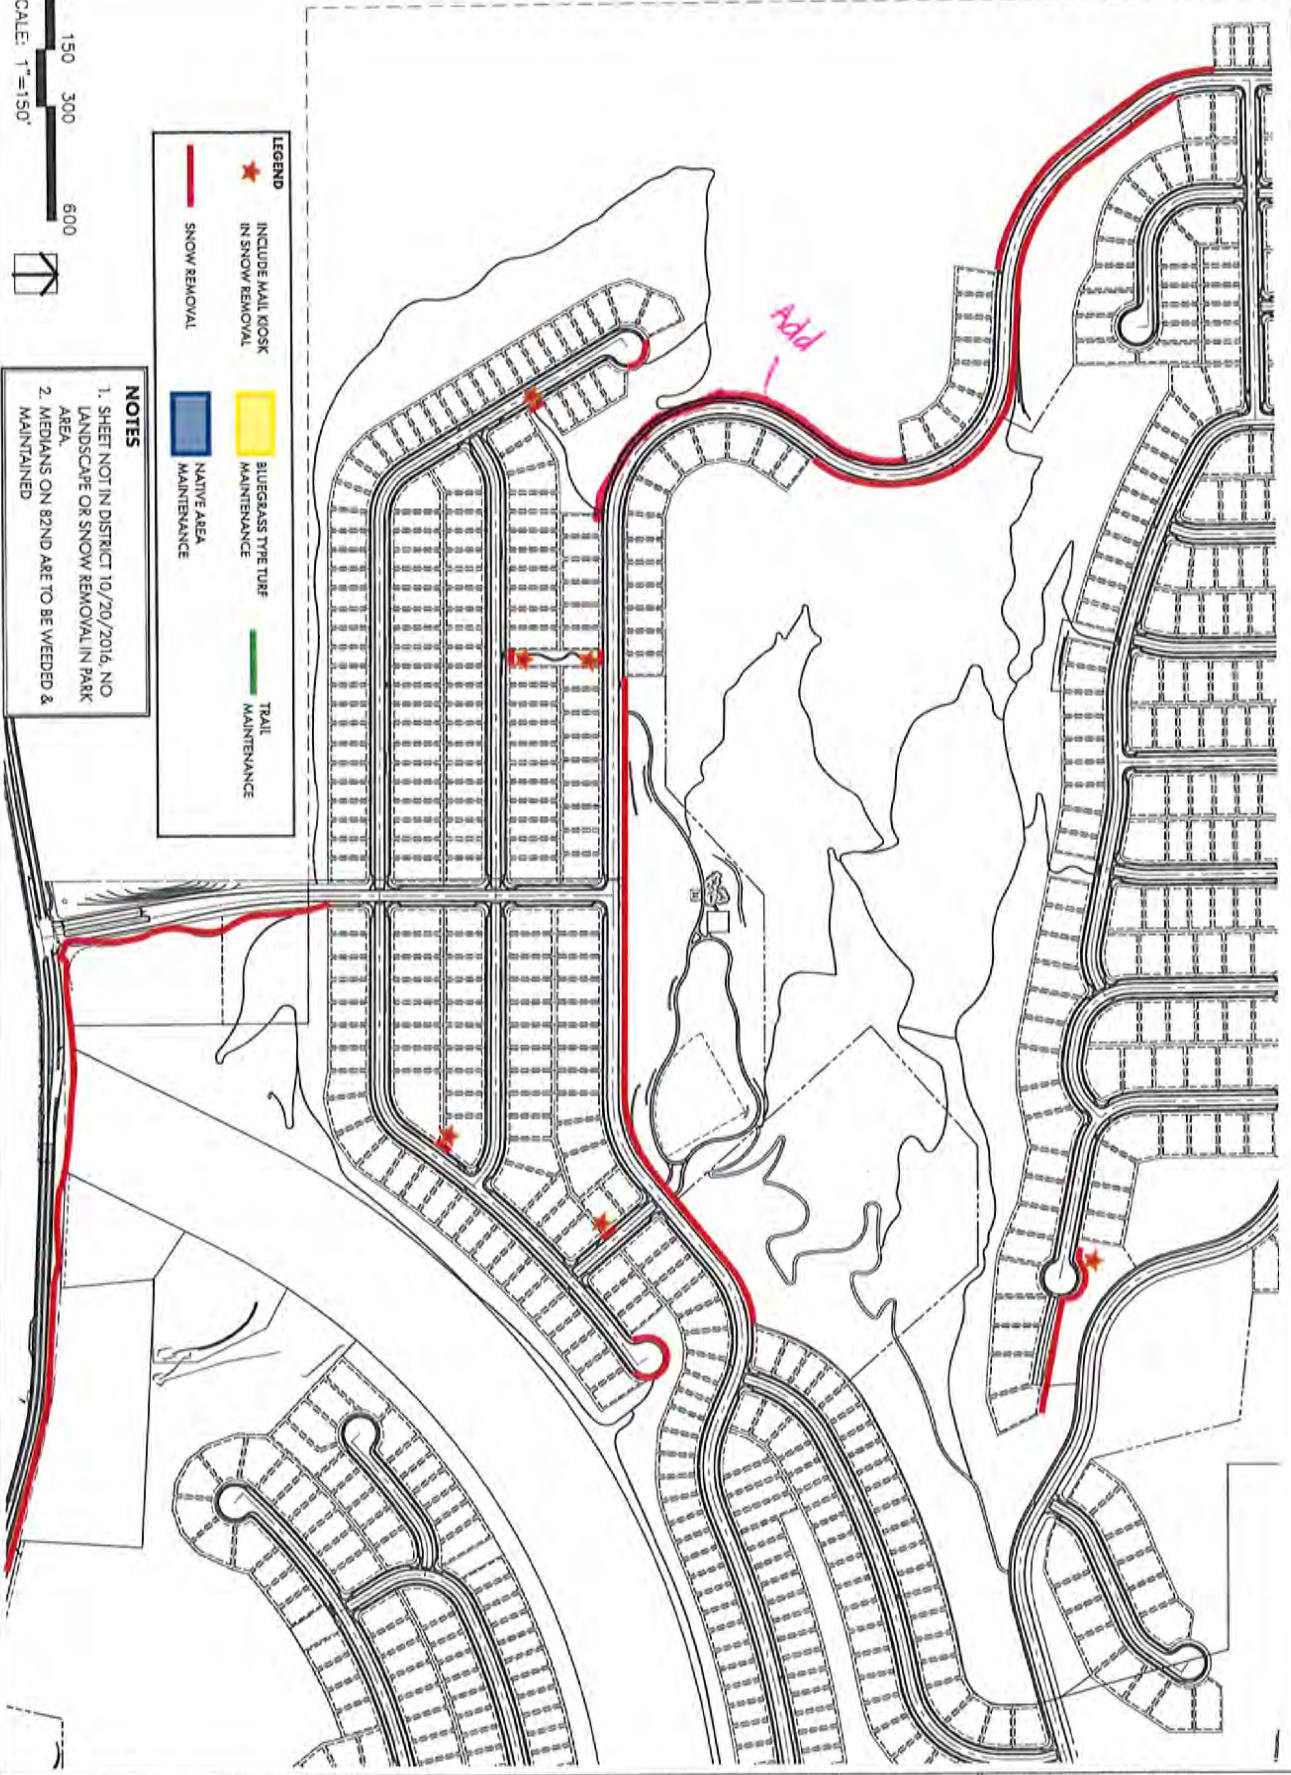 150 300 600
CALE: 1"=150'
LEGEND
INCLUDE MAIL KIOSK
IN SNOW REMOVAL
SNOW REMOVAL
BLUEGRASS TYPE TURF
MAINTENANCE
NATIVE AREA
MAINTENANCE
TRAIL
MAINTENANCE
NOTES
1. SHEET NOT IN DISTRICT 10/20/2016, NO
LANDSCAPE OR SNOW REMOVAL IN PARK
AREA.
2. MEDIANS ON 82ND ARE TO BE WEEDED &
MAINTAINED
Add